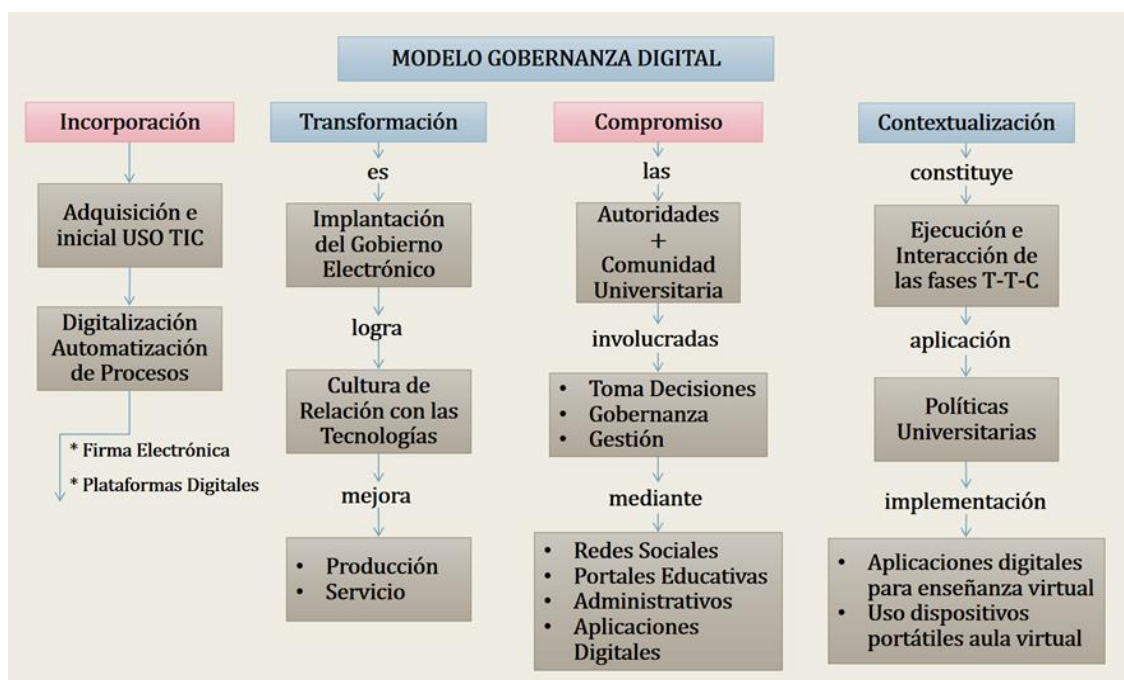 MODELO GOBERNANZA DIGITAL
Incorporación
Adquisición e
inicial USO TIC
Digitalización
Automatización
de Procesos
* Firma Electrónica
* Plataformas Digitales
Transformación
es
Implantación
del Gobierno
Electrónico
logra
Cultura de
Relación con las
Tecnologías
mejora
• Producción
• Servicio
Compromiso
las
Autoridades
+
Comunidad
Universitaria
involucradas
• Toma Decisiones
• Gobernanza
• Gestión
mediante
• Redes Sociales
• Portales Educativas
• Administrativos
• Aplicaciones
Digitales
Contextualización
constituye
Ejecución e
Interacción de
las fases T-T-C
aplicación
Políticas
Universitarias
implementación
• Aplicaciones digitales
para enseñanza virtual
• Uso dispositivos
portátiles aula virtual